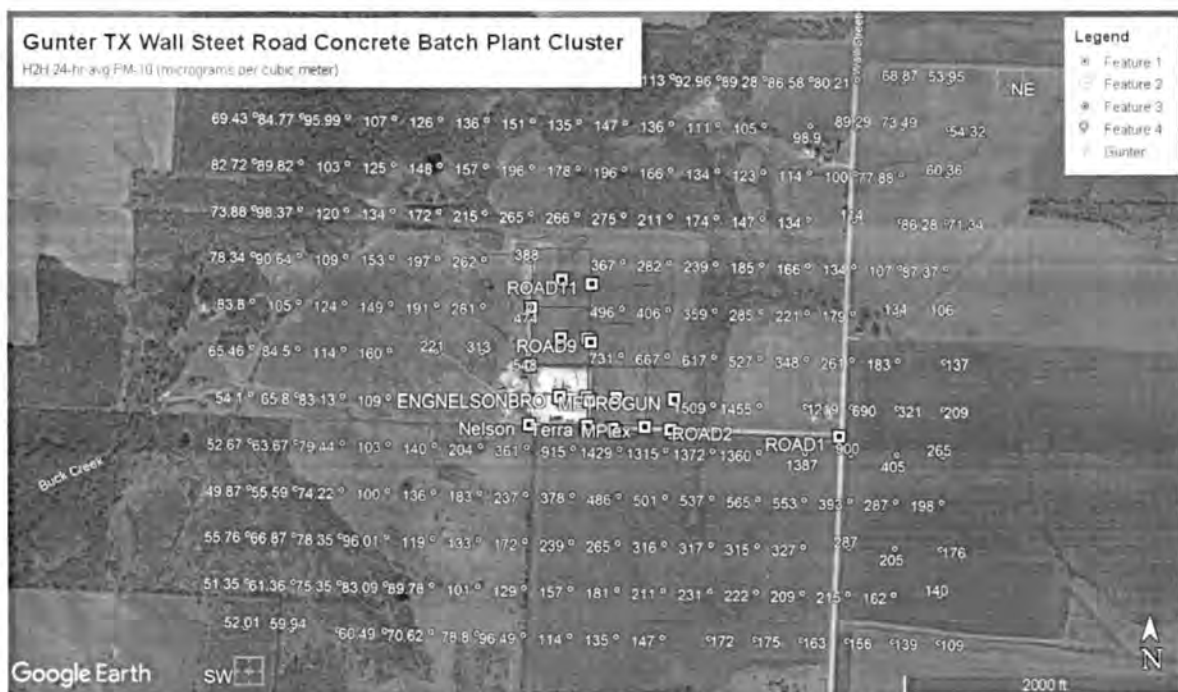 Gunter TX Wall Steet Road Concrete Batch Plant Cluster
H2H 24-hr avg PM-10 (micrograms per cubic meter)
Legend
Feature 1
Feature 2
Feature 3
Feature 4
Gunter
NE
113 92.96 89.28 86.58 80.21 68.87 53.95
69.43 84.77 95.99 107 126 136 151 135 147 136 111 105 98.9 89.29 73.49 54.32
82.72 89.82 103 125 148 157 196 178 196 166 134 123 114 100 77.88 60.36
73.88 98.37 120 134 172 215 265 266 275 211 174 147 134 86.28 71.34
78.34 90.64 109 153 197 262 388 367 282 239 185 166 134 107 87.37
ROAD11
83.8 105 124 149 191 261 474 496 406 359 285 221 179 134 106
ROAD9
65.46 84.5 114 160 221 313 548 731 667 617 527 348 261 183 137
54.1 65.8 83.13 109 ENGNELSONBRO METROGUN 1509 1455 690 321 209
Nelson Terra MPlex ROAD2 ROAD1
52.67 63.67 79.44 103 140 204 361 915 1429 1315 1372 1360 1387 900 405 265
Buck Creek
49.87 55.59 74.22 100 136 183 237 378 486 501 537 565 553 393 287 198
55.76 66.87 78.35 96.01 119 133 172 239 265 316 317 315 327 287 205 176
51.35 61.36 75.35 83.09 89.78 101 129 157 181 211 231 222 209 215 162 140
52.01 59.94 60.49 70.62 78.8 96.49 114 135 147 172 175 163 156 139 109
Google Earth
SW
N
2000 ft